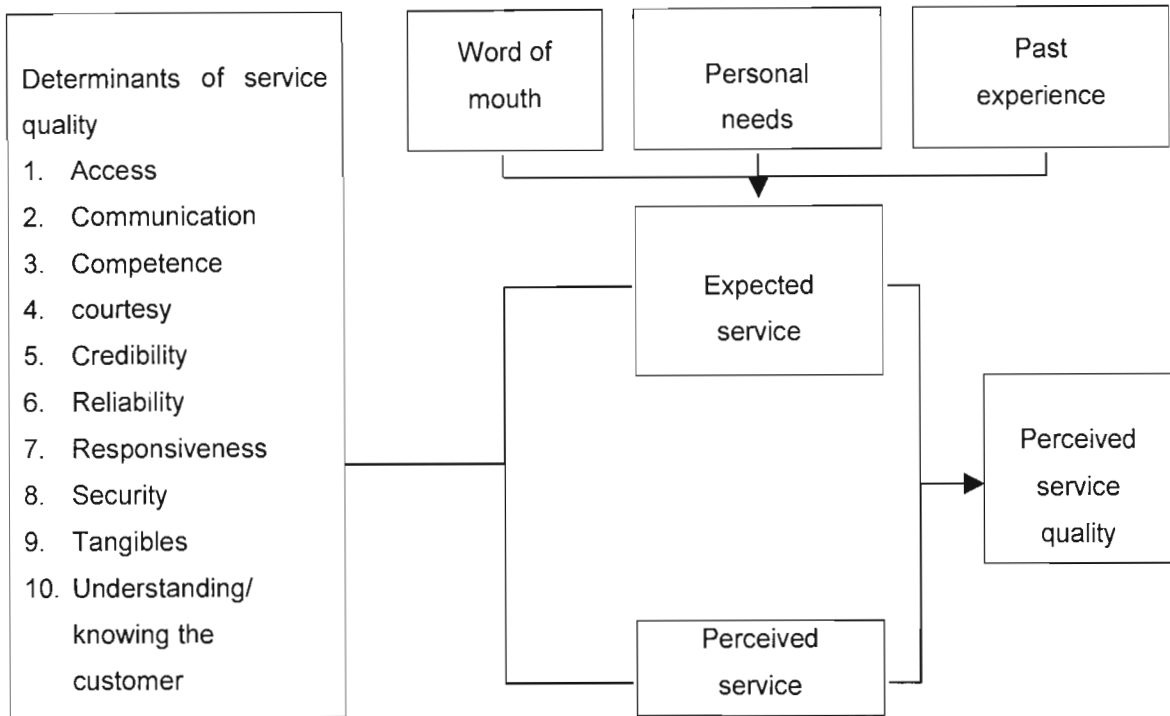 Determinants of service
quality
1. Access
2. Communication
3. Competence
4. courtesy
5. Credibility
6. Reliability
7. Responsiveness
8. Security
9. Tangibles
10. Understanding/
knowing the
customer
Word of
mouth
Personal
needs
Past
experience
Expected
service
Perceived
service
quality
Perceived
service